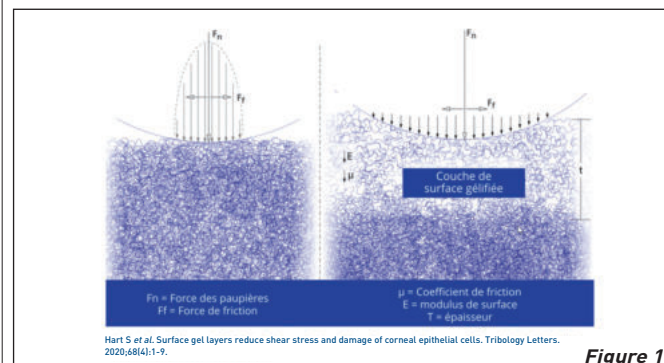 Fn
Ff
Fn
Ff
E
μ
t
Couche de
surface gélifiée
Fn = Force des paupières
Ff = Force de friction
μ = Coefficient de friction
E = modulus de surface
T = épaisseur
Hart S et al. Surface gel layers reduce shear stress and damage of corneal epithelial cells. Tribology Letters.
2020;68(4):1-9.
Figure 1